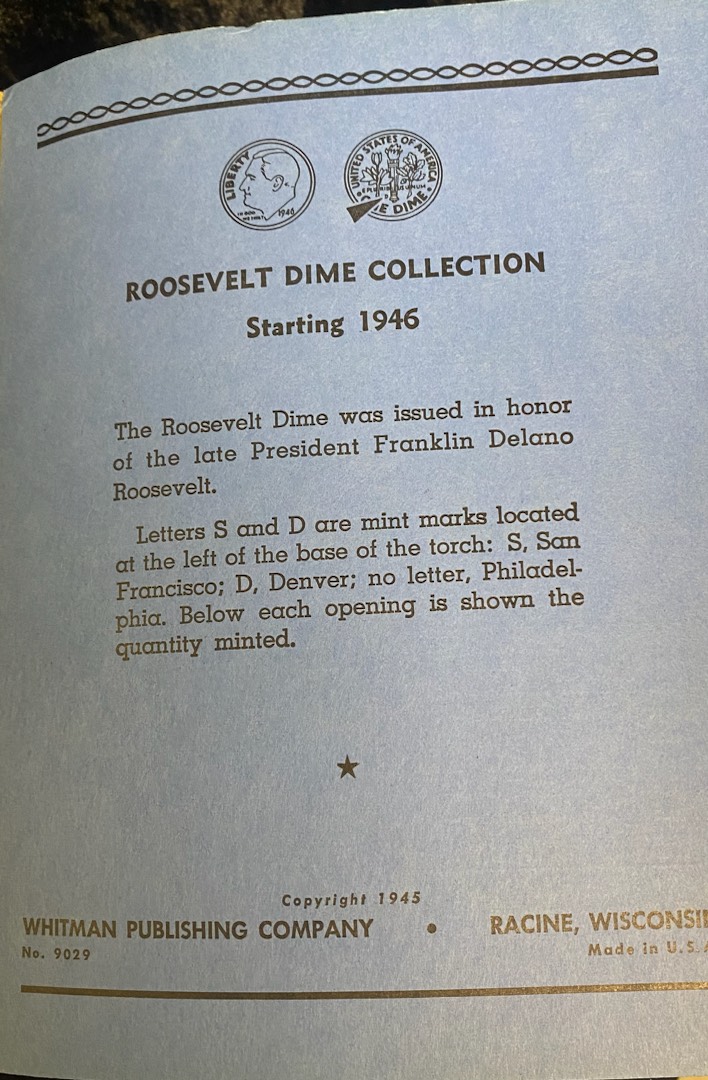 LIBERTY
IN GOD
WE TRUST
1946
UNITED STATES OF AMERICA
E DIME
ROOSEVELT DIME COLLECTION
Starting 1946
The Roosevelt Dime was issued in honor
of the late President Franklin Delano
Roosevelt.
Letters S and D are mint marks located
at the left of the base of the torch: S, San
Francisco; D, Denver; no letter, Philadel-
phia. Below each opening is shown the
quantity minted.
Copyright 1945
WHITMAN PUBLISHING COMPANY • RACINE, WISCONSI
No. 9029
Made in U.S.A